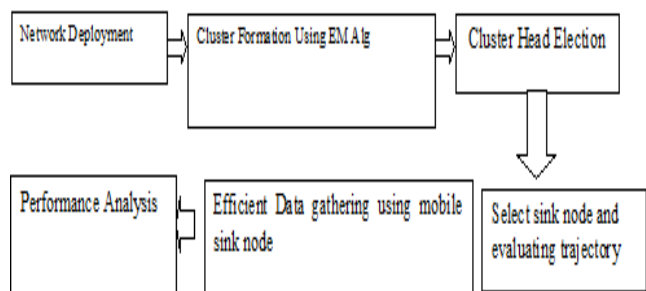 Network Deployment
Cluster Formation Using EM Alg
Cluster Head Election
Select sink node and
evaluating trajectory
Efficient Data gathering using mobile
sink node
Performance Analysis